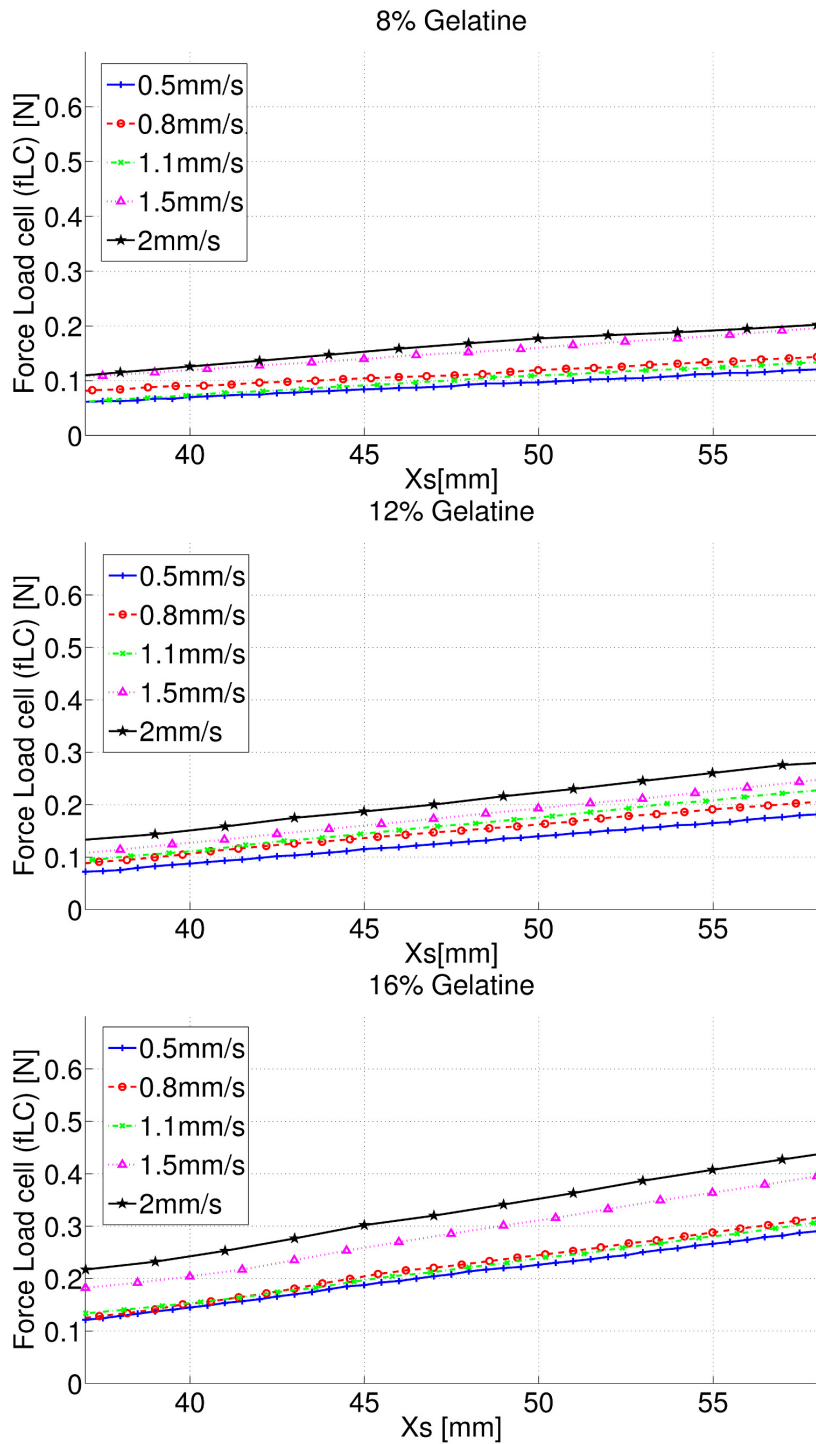 8% Gelatine
Force Load cell (fLC) [N]
0.5mm/s
0.8mm/s
1.1mm/s
1.5mm/s
2mm/s
0.6
0.5
0.4
0.3
0.2
0.1
0
40 45 50 55
Xs[mm]
12% Gelatine
Force Load cell (fLC) [N]
0.5mm/s
0.8mm/s
1.1mm/s
1.5mm/s
2mm/s
0.6
0.5
0.4
0.3
0.2
0.1
0
40 45 50 55
Xs[mm]
16% Gelatine
Force Load cell (fLC) [N]
0.5mm/s
0.8mm/s
1.1mm/s
1.5mm/s
2mm/s
0.6
0.5
0.4
0.3
0.2
0.1
0
40 45 50 55
Xs [mm]